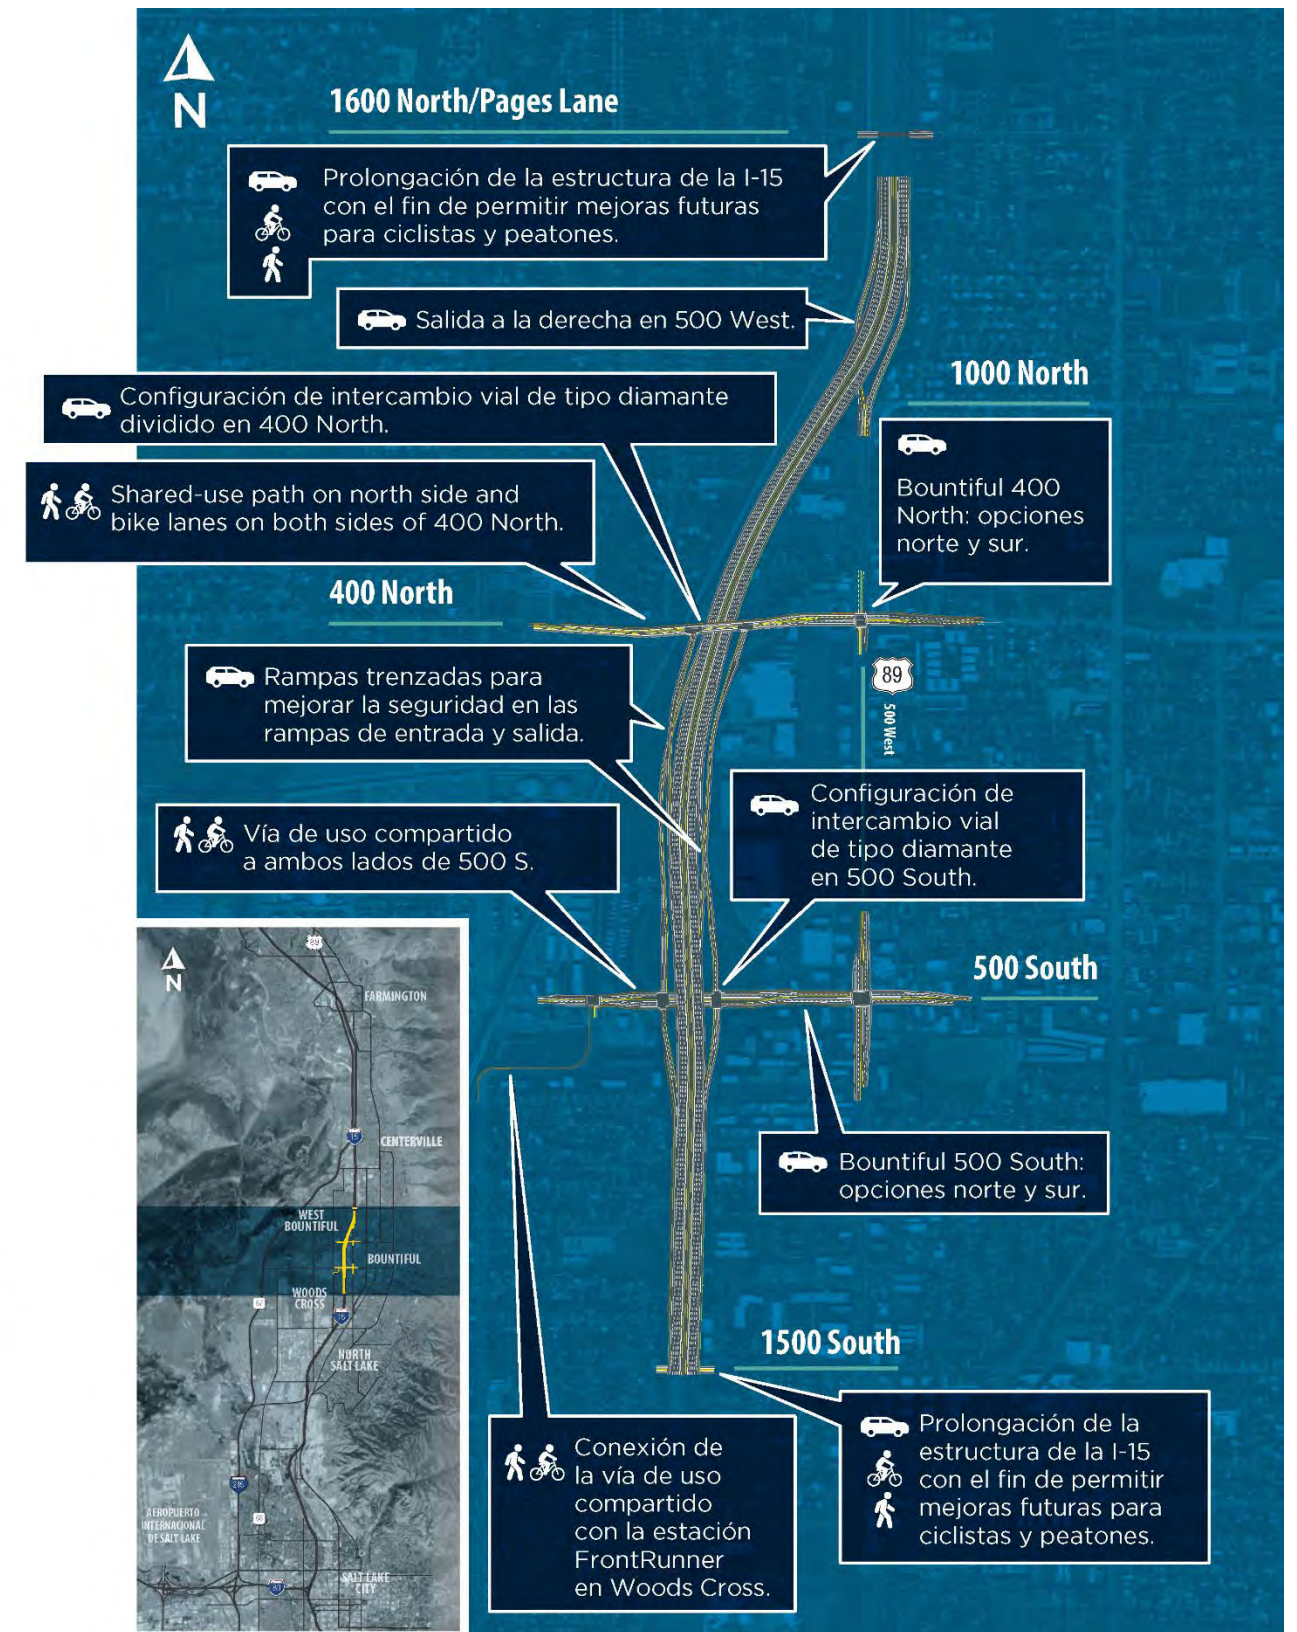 N
1600 North/Pages Lane
Prolongación de la estructura de la I-15
con el fin de permitir mejoras futuras
para ciclistas y peatones.
Salida a la derecha en 500 West.
1000 North
Configuración de intercambio vial de tipo diamante
dividido en 400 North.
Bountiful 400
North: opciones
norte y sur.
Shared-use path on north side and
bike lanes on both sides of 400 North.
400 North
89
500 West
Rampas trenzadas para
mejorar la seguridad en las
rampas de entrada y salida.
Configuración de
intercambio vial
de tipo diamante
en 500 South.
Vía de uso compartido
a ambos lados de 500 S.
500 South
Bountiful 500 South:
opciones norte y sur.
1500 South
Prolongación de la
estructura de la I-15
con el fin de permitir
mejoras futuras para
ciclistas y peatones.
Conexión de
la vía de uso
compartido
con la estación
FrontRunner
en Woods Cross.
N
89
FARMINGTON
15
CENTERVILLE
WEST
BOUNTIFUL
BOUNTIFUL
WOODS
CROSS
15
NORTH
SALT LAKE
215
68
AEROPUERTO
INTERNACIONAL
DE SALT LAKE
SALT LAKE
CITY
80